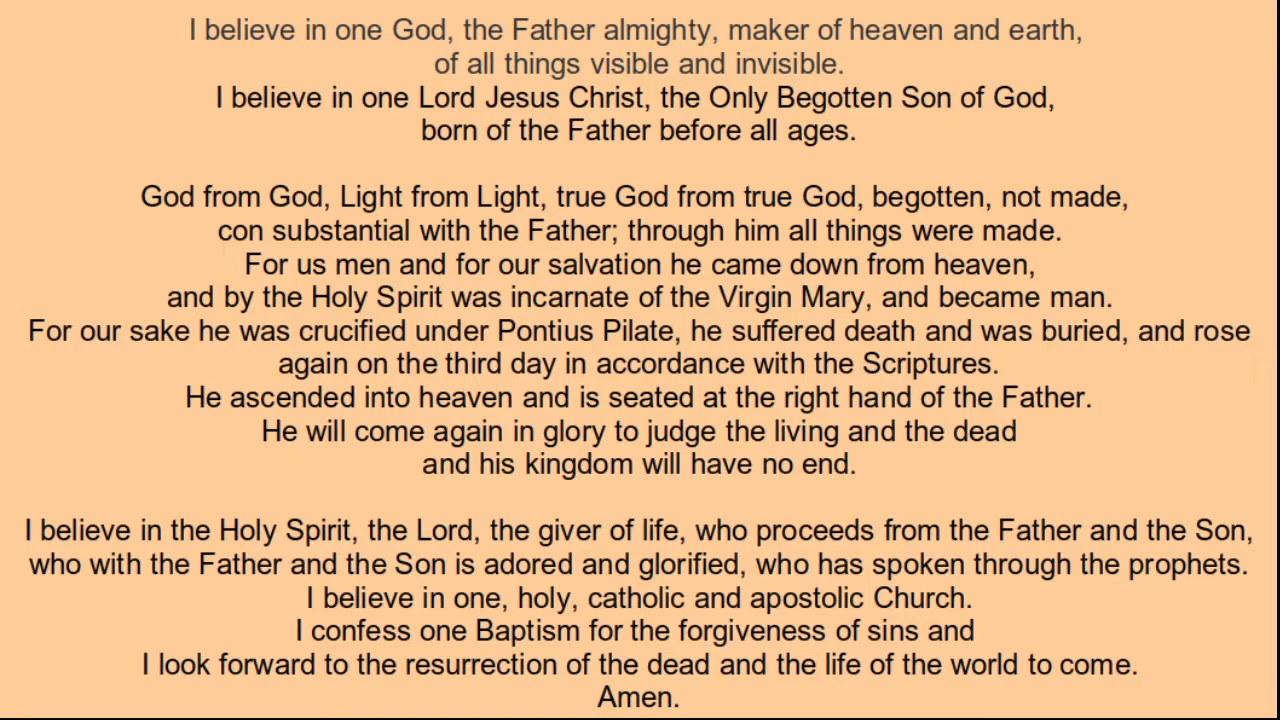 I believe in one God, the Father almighty, maker of heaven and earth,
of all things visible and invisible.
I believe in one Lord Jesus Christ, the Only Begotten Son of God,
born of the Father before all ages.
God from God, Light from Light, true God from true God, begotten, not made,
con substantial with the Father; through him all things were made.
For us men and for our salvation he came down from heaven,
and by the Holy Spirit was incarnate of the Virgin Mary, and became man.
For our sake he was crucified under Pontius Pilate, he suffered death and was buried, and rose
again on the third day in accordance with the Scriptures.
He ascended into heaven and is seated at the right hand of the Father.
He will come again in glory to judge the living and the dead
and his kingdom will have no end.
I believe in the Holy Spirit, the Lord, the giver of life, who proceeds from the Father and the Son,
who with the Father and the Son is adored and glorified, who has spoken through the prophets.
I believe in one, holy, catholic and apostolic Church.
I confess one Baptism for the forgiveness of sins and
I look forward to the resurrection of the dead and the life of the world to come.
Amen.